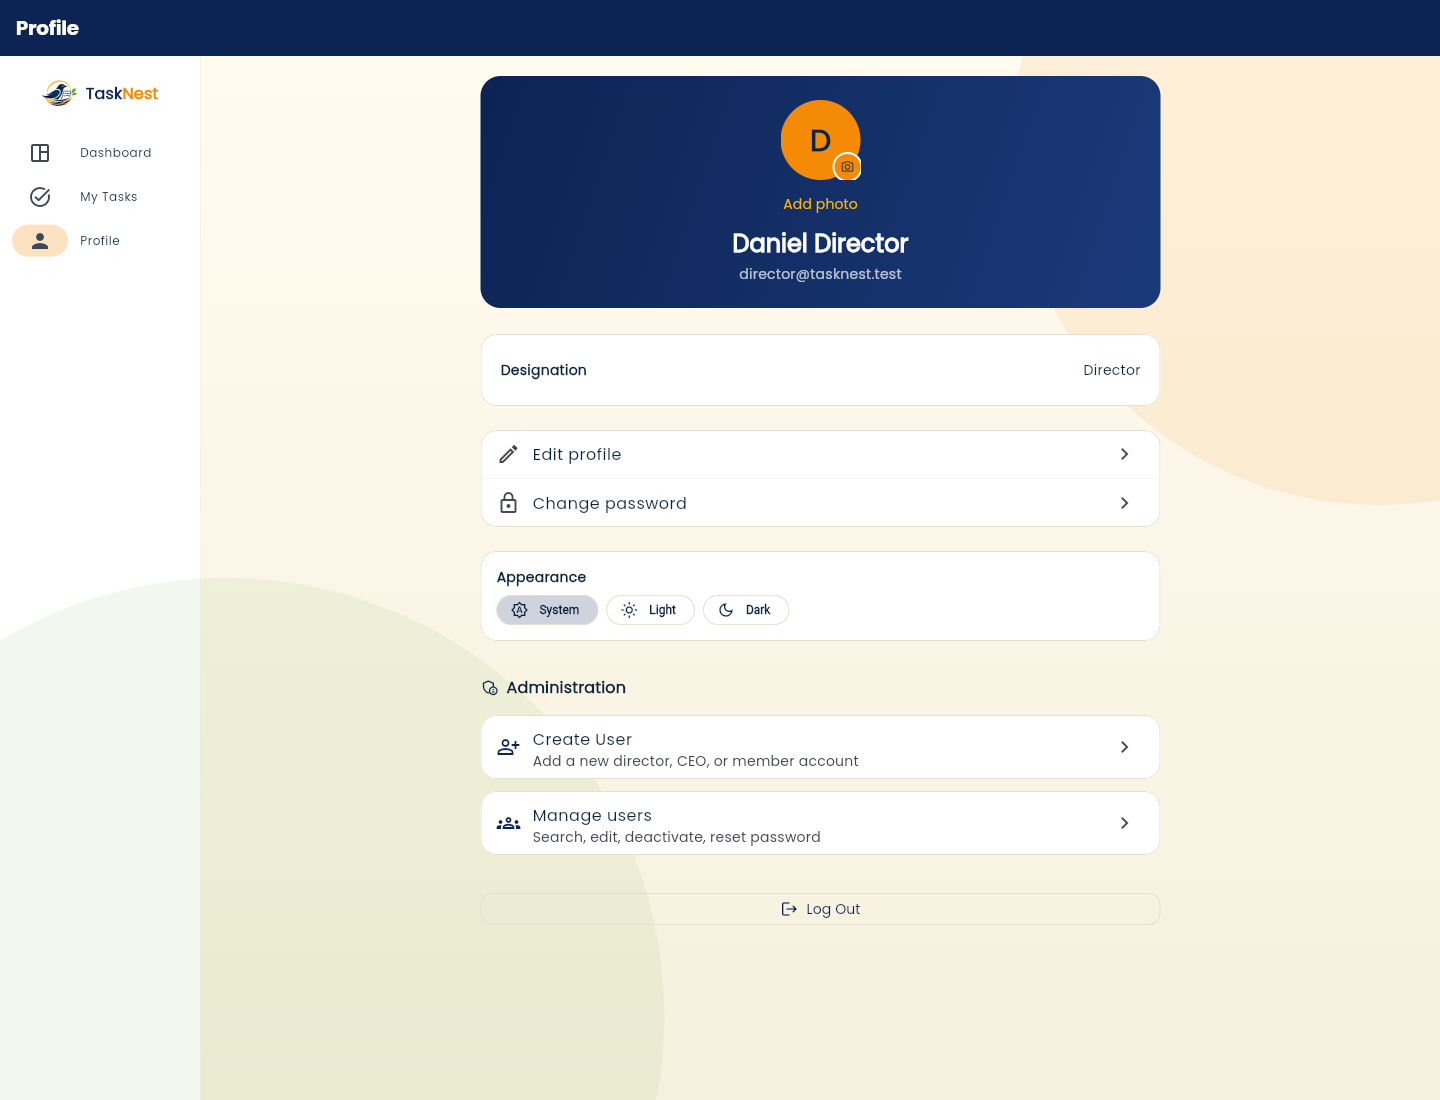 Profile
TaskNest
Dashboard
My Tasks
Profile
D
Add photo
Daniel Director
director@tasknest.test
Designation
Director
Edit profile
Change password
Appearance
System
Light
Dark
Administration
Create User
Add a new director, CEO, or member account
Manage users
Search, edit, deactivate, reset password
Log Out